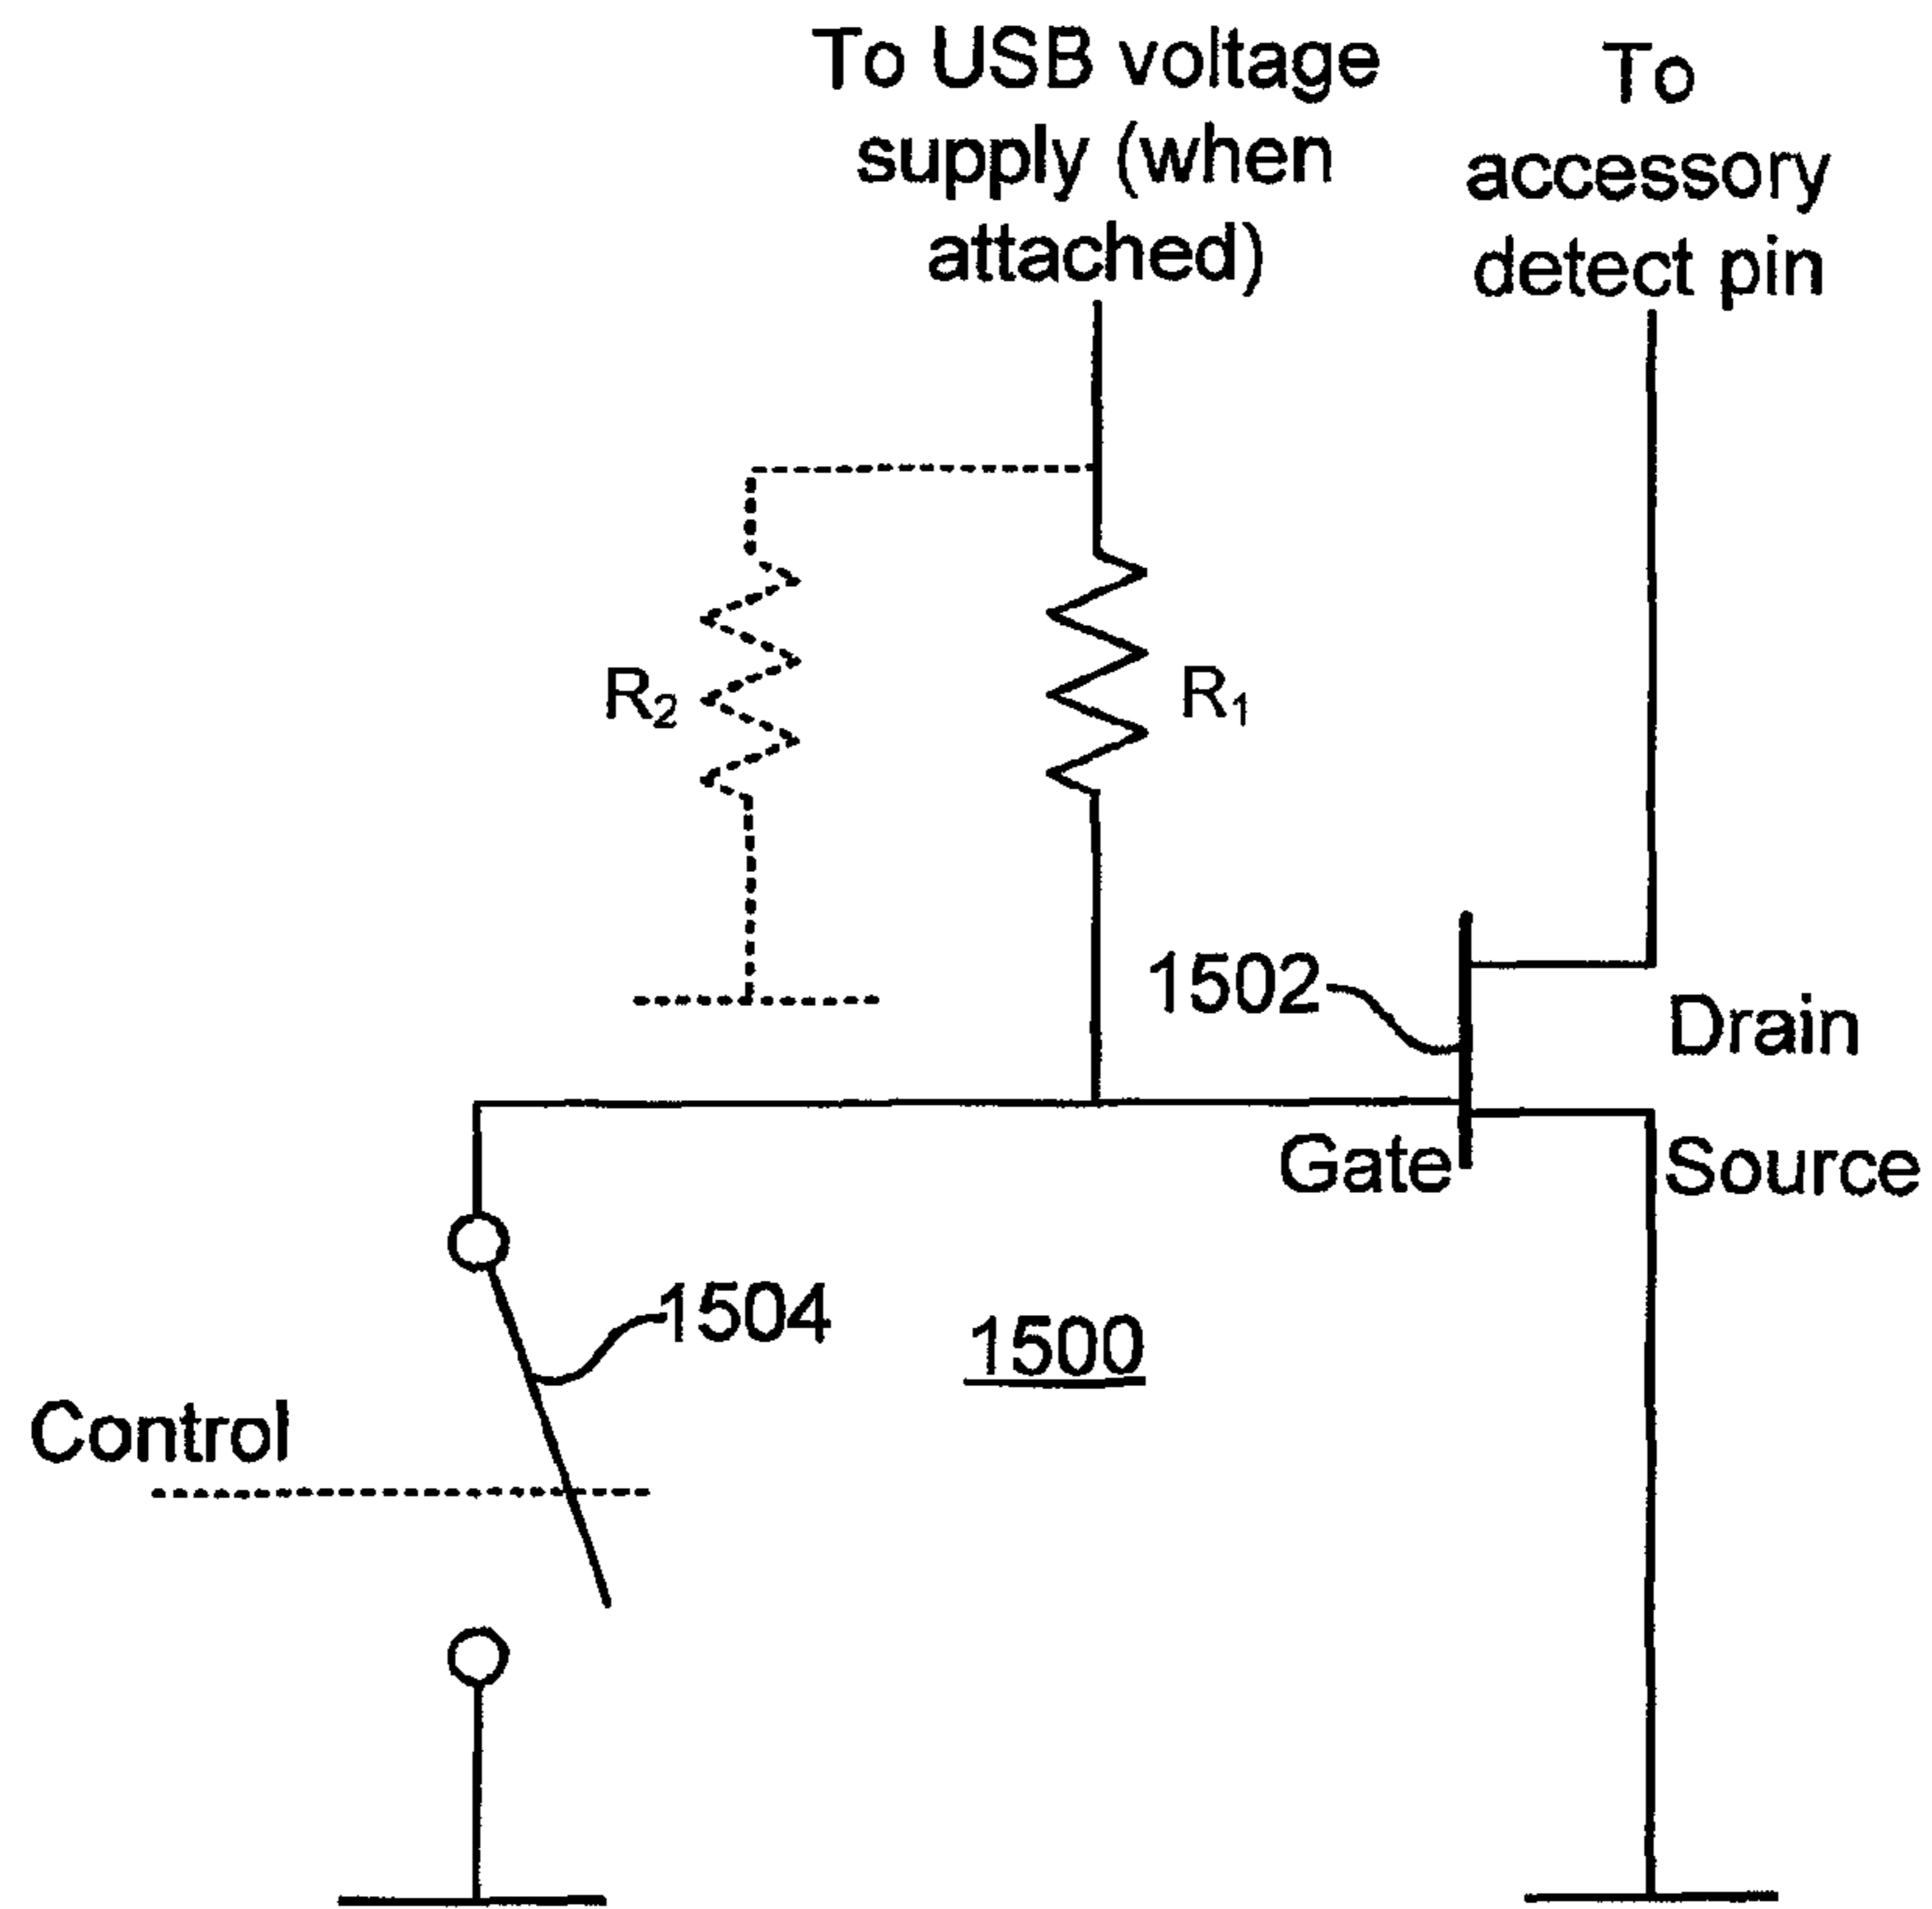 To USB voltage
supply (when
attached)
To
accessory
detect pin
R2
R1
1502
Drain
Gate
Source
1504
1500
Control